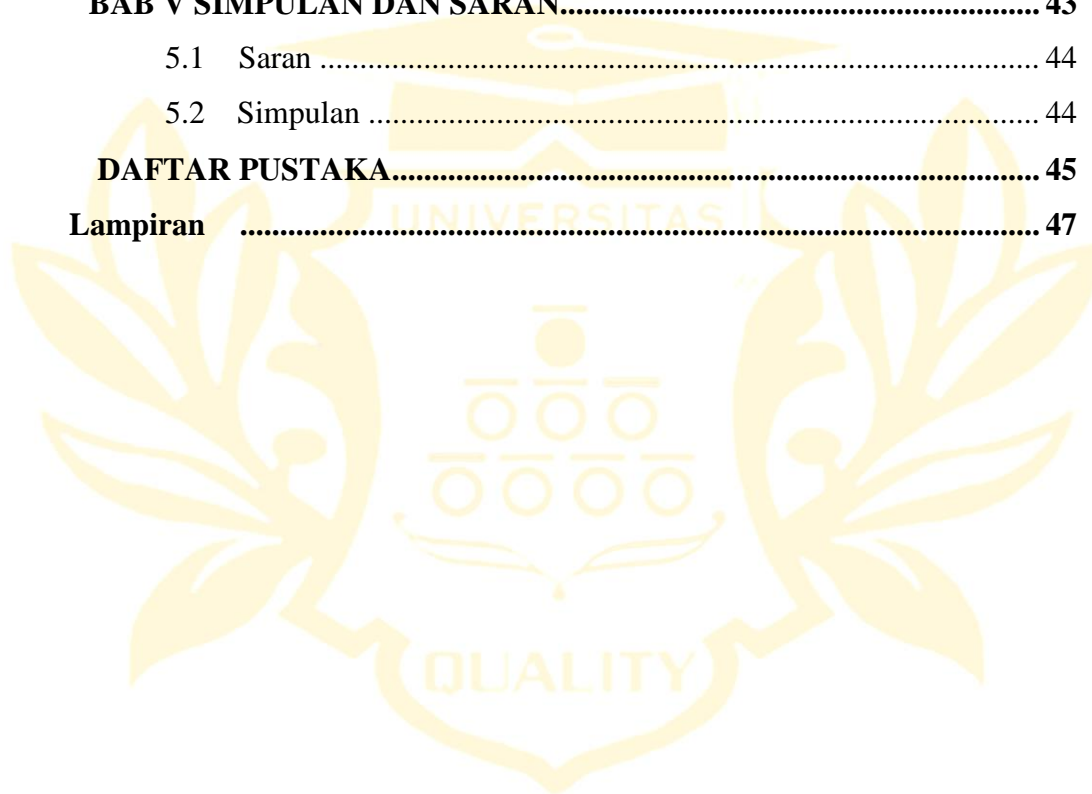 BAB V SIMPULAN DAN SARAN............................................................ 43
5.1 Saran ........................................................................................... 44
5.2 Simpulan ..................................................................................... 44
DAFTAR PUSTAKA.................................................................................. 45
Lampiran ..................................................................................................... 47
UNIVERSITAS
QUALITY